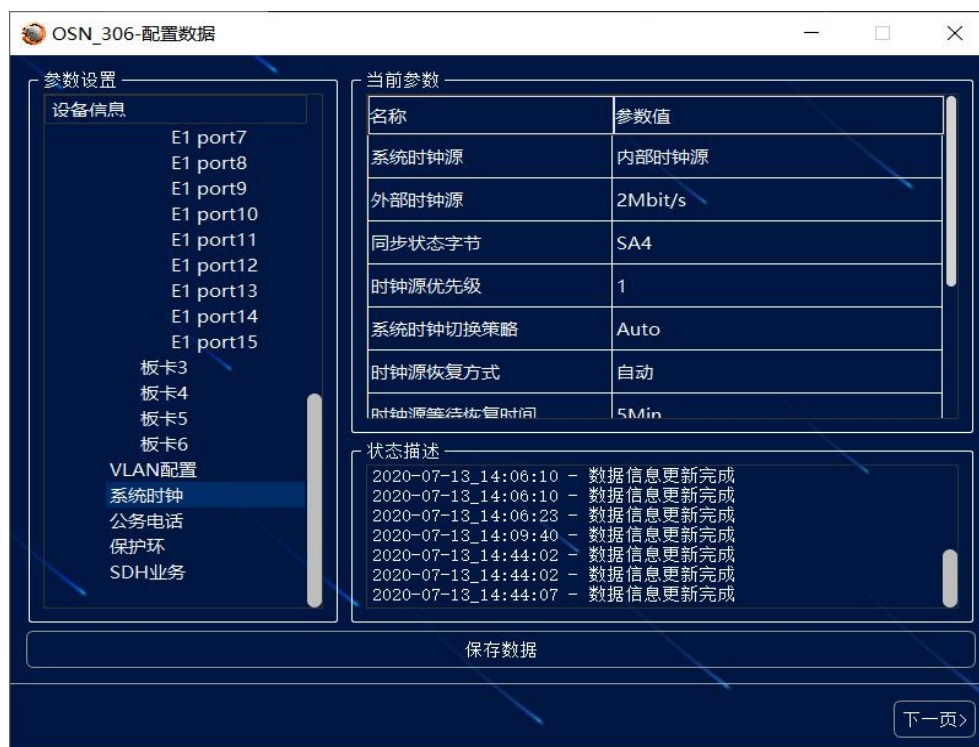 OSN_306-配置数据
参数设置
设备信息
E1 port7
E1 port8
E1 port9
E1 port10
E1 port11
E1 port12
E1 port13
E1 port14
E1 port15
板卡3
板卡4
板卡5
板卡6
VLAN配置
系统时钟
公务电话
保护环
SDH业务
当前参数
名称 参数值
系统时钟源 内部时钟源
外部时钟源 2Mbit/s
同步状态字节 SA4
时钟源优先级 1
系统时钟切换策略 Auto
时钟源恢复方式 自动
时钟源等待恢复时间 5Min
状态描述
2020-07-13_14:06:10 - 数据信息更新完成
2020-07-13_14:06:10 - 数据信息更新完成
2020-07-13_14:06:23 - 数据信息更新完成
2020-07-13_14:09:40 - 数据信息更新完成
2020-07-13_14:44:02 - 数据信息更新完成
2020-07-13_14:44:02 - 数据信息更新完成
2020-07-13_14:44:07 - 数据信息更新完成
保存数据
下一页>